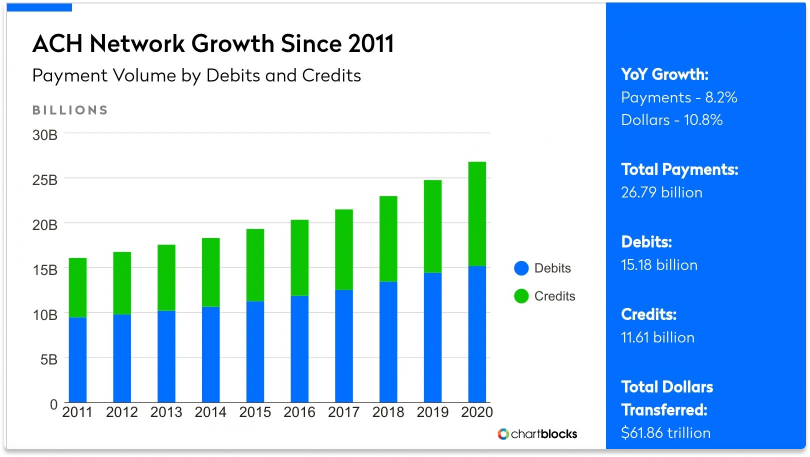 ACH Network Growth Since 2011
Payment Volume by Debits and Credits
BILLIONS
30B
25B
20B
15B
10B
5B
0
2011 2012 2013 2014 2015 2016 2017 2018 2019 2020
Debits
Credits
chartblocks
YoY Growth:
Payments - 8.2%
Dollars - 10.8%
Total Payments:
26.79 billion
Debits:
15.18 billion
Credits:
11.61 billion
Total Dollars
Transferred:
$61.86 trillion